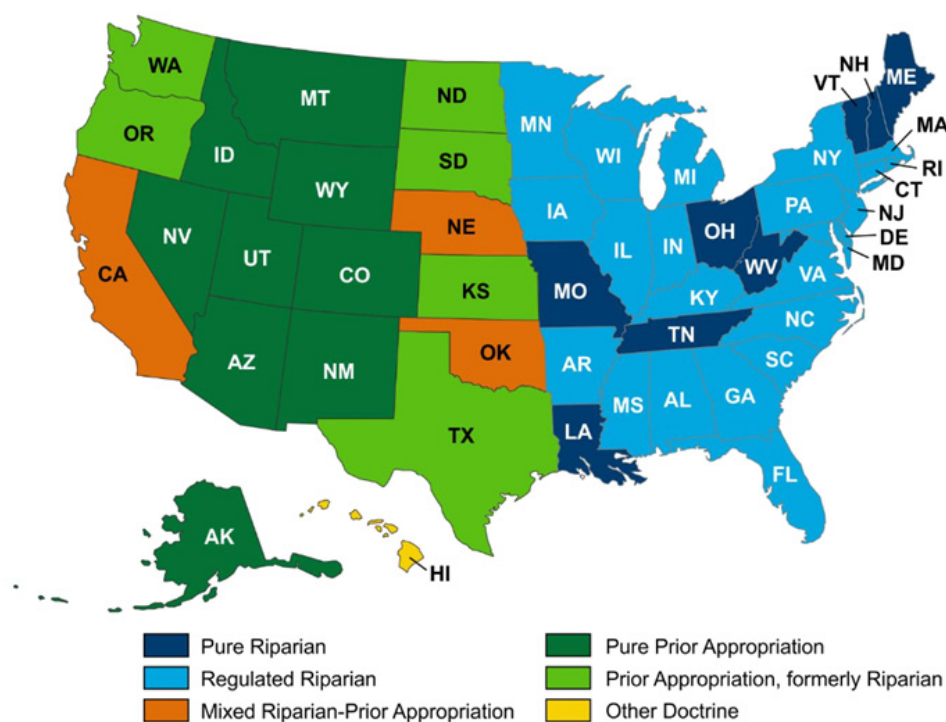 WA
MT
ND
OR
ID
SD
WY
MN
WI
MI
NY
VT
NH
ME
MA
RI
CT
NJ
DE
MD
PA
NV
UT
CO
NE
IA
IL
IN
OH
WV
VA
CA
KS
MO
KY
NC
AZ
NM
OK
AR
TN
SC
TX
LA
MS
AL
GA
FL
AK
HI
Pure Riparian
Regulated Riparian
Mixed Riparian-Prior Appropriation
Pure Prior Appropriation
Prior Appropriation, formerly Riparian
Other Doctrine